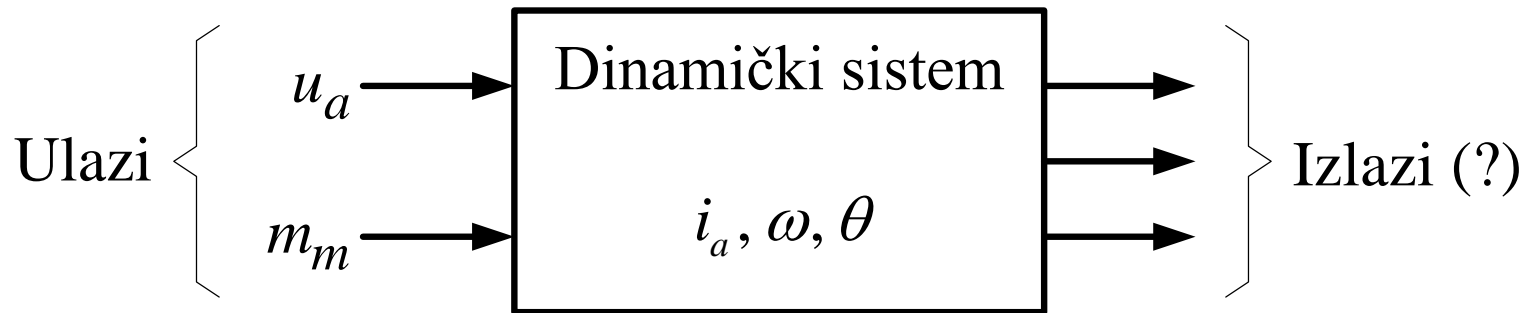 Dinamički sistem
u_a
Ulazi
Izlazi (?)
m_m
i_a, ω, θ